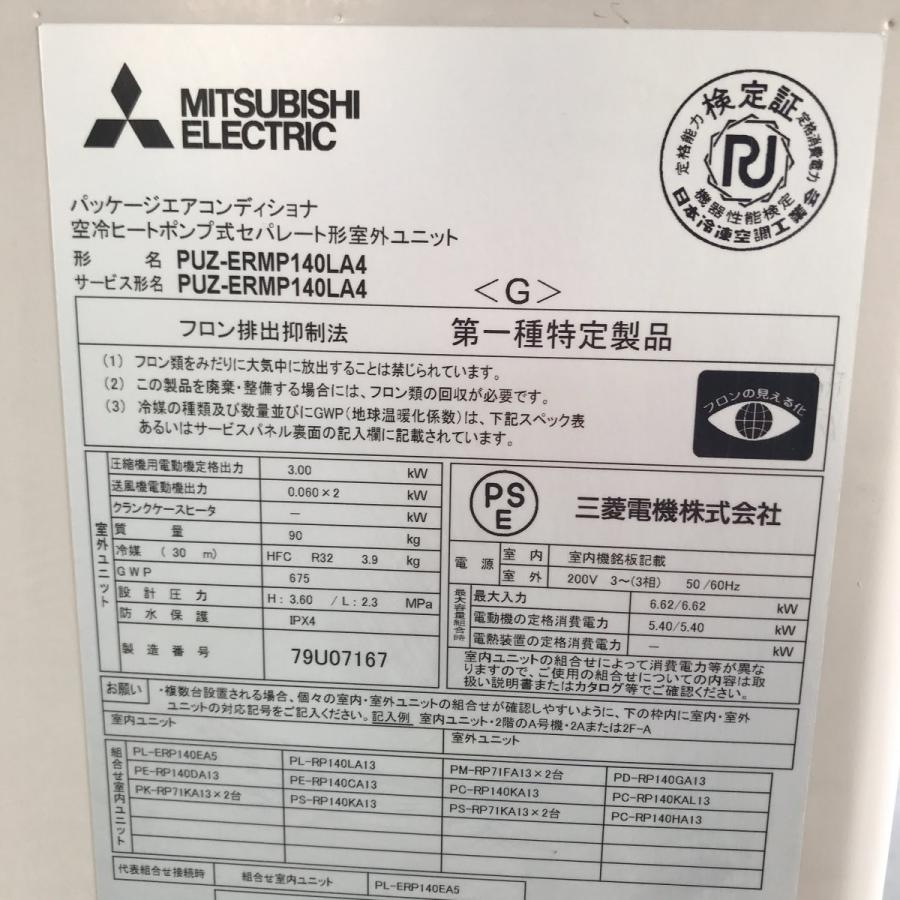 MITSUBISHI
ELECTRIC
検定証
定格能力
定格消費電力
RJ
機器性能検定
日本冷凍空調工業会
パッケージエアコンディショナ
空冷ヒートポンプ式セパレート形室外ユニット
形 名 PUZ-ERMP140LA4
サービス形名 PUZ-ERMP140LA4
<G>
フロン排出抑制法 第一種特定製品
(1) フロン類をみだりに大気中に放出することは禁じられています。
(2) この製品を廃棄・整備する場合には、フロン類の回収が必要です。
(3) 冷媒の種類及び数量並びにGWP(地球温暖化係数)は、下記スペック表
あるいはサービスパネル裏面の記入欄に記載されています。
フロンの見える化
室外ユニット
圧縮機用電動機定格出力 3.00 kW
送風機電動機出力 0.060×2 kW
クランクケースヒータ － kW
質 量 90 kg
冷媒 (30 m) HFC R32 3.9 kg
GWP 675
設計圧力 H:3.60 /L:2.3 MPa
防水保護 IPX4
製造番号 79U07167
PSE
三菱電機株式会社
電源 室内 室内機銘板記載
室外 200V 3～(3相) 50/60Hz
最大容量組合時
最大入力 6.62/6.62 kW
電動機の定格消費電力 5.40/5.40 kW
電熱装置の定格消費電力 － kW
室内ユニットの組合せによって消費電力等が異な
りますので、ご使用の組合せについての内容は取
扱い説明書またはカタログ等でご確認ください。
お願い ・複数台設置される場合、個々の室内・室外ユニットの組合せが確認しやすいように、下の枠内に室内・室外
ユニットの対応記号をご記入ください。記入例 室内ユニット・2階のA号機・2Aまたは2F-A
室内ユニット 室外ユニット
組合せ室内ユニット
PL-ERP140EA5 PL-RP140LA13 PM-RP71FA13×2台 PD-RP140GA13
PE-RP140DA13 PE-RP140CA13 PC-RP140KA13 PC-RP140KAL13
PK-RP71KA13×2台 PS-RP140KA13 PS-RP71KA13×2台 PC-RP140HA13
代表組合せ接続時 組合せ室内ユニット PL-ERP140EA5